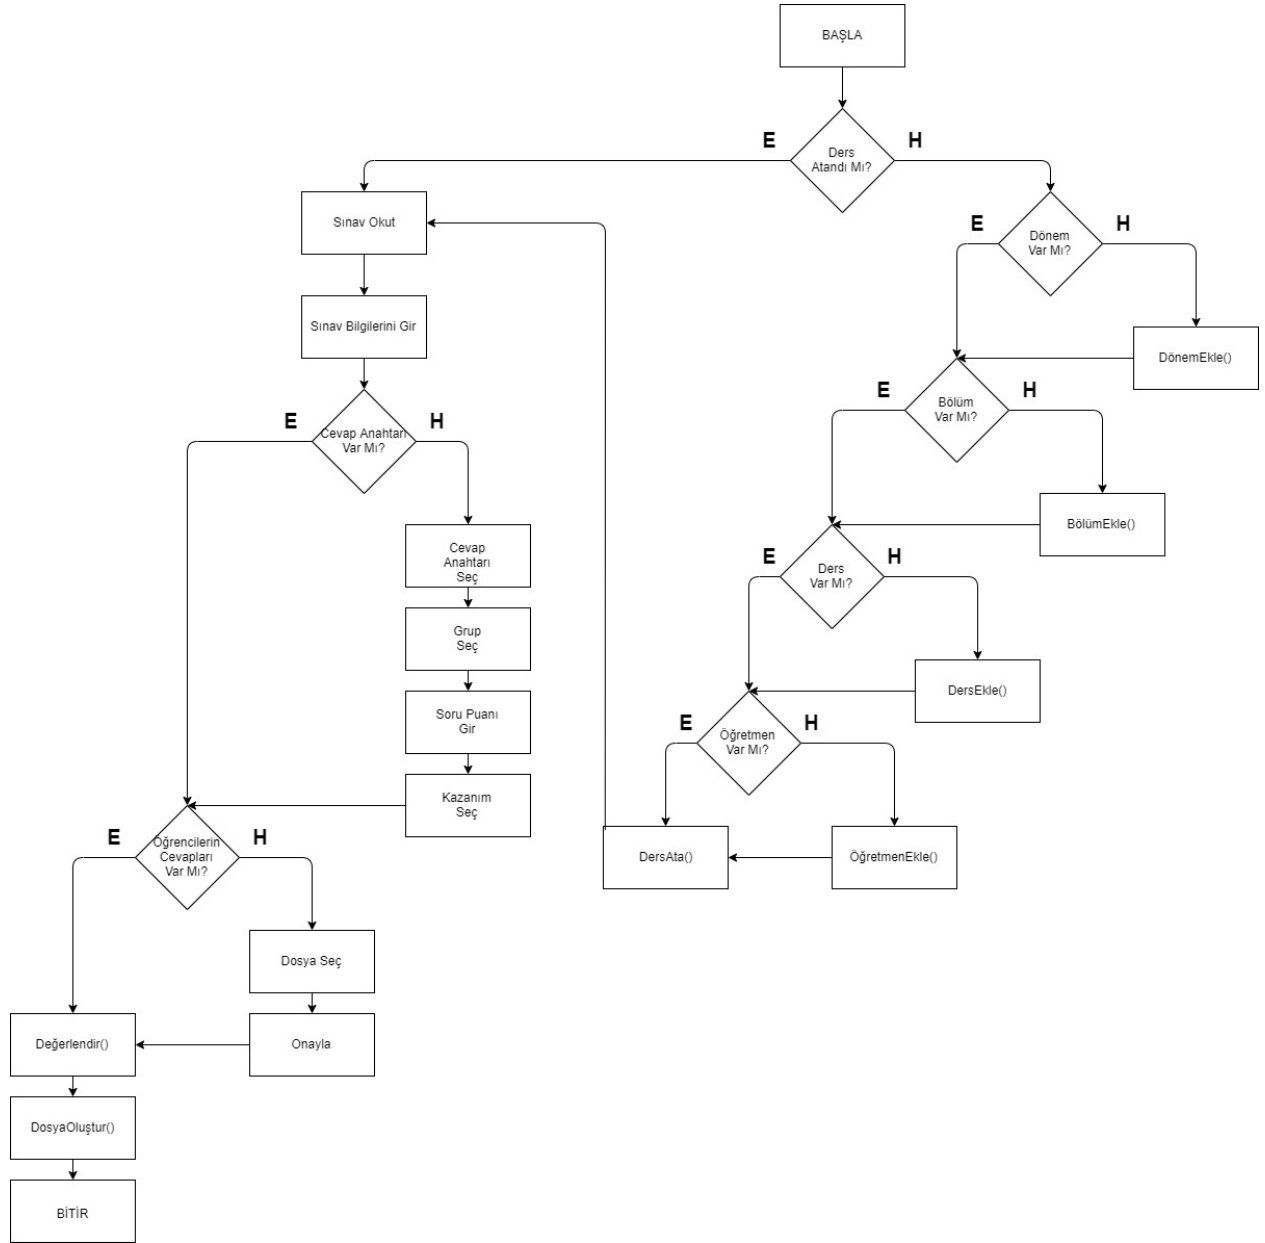 BAŞLA
E
H
Ders
Atandı Mı?
Sınav Okut
E
H
Dönem
Var Mı?
Sınav Bilgilerini Gir
DönemEkle()
E
H
Bölüm
Var Mı?
E
H
Cevap Anahtarı
Var Mı?
BölümEkle()
Cevap
Anahtarı
Seç
E
H
Ders
Var Mı?
Grup
Seç
DersEkle()
Soru Puanı
Gir
E
H
Öğretmen
Var Mı?
Kazanım
Seç
E
H
Öğrencilerin
Cevapları
Var Mı?
DersAta()
ÖğretmenEkle()
Dosya Seç
Değerlendir()
Onayla
DosyaOluştur()
BİTİR